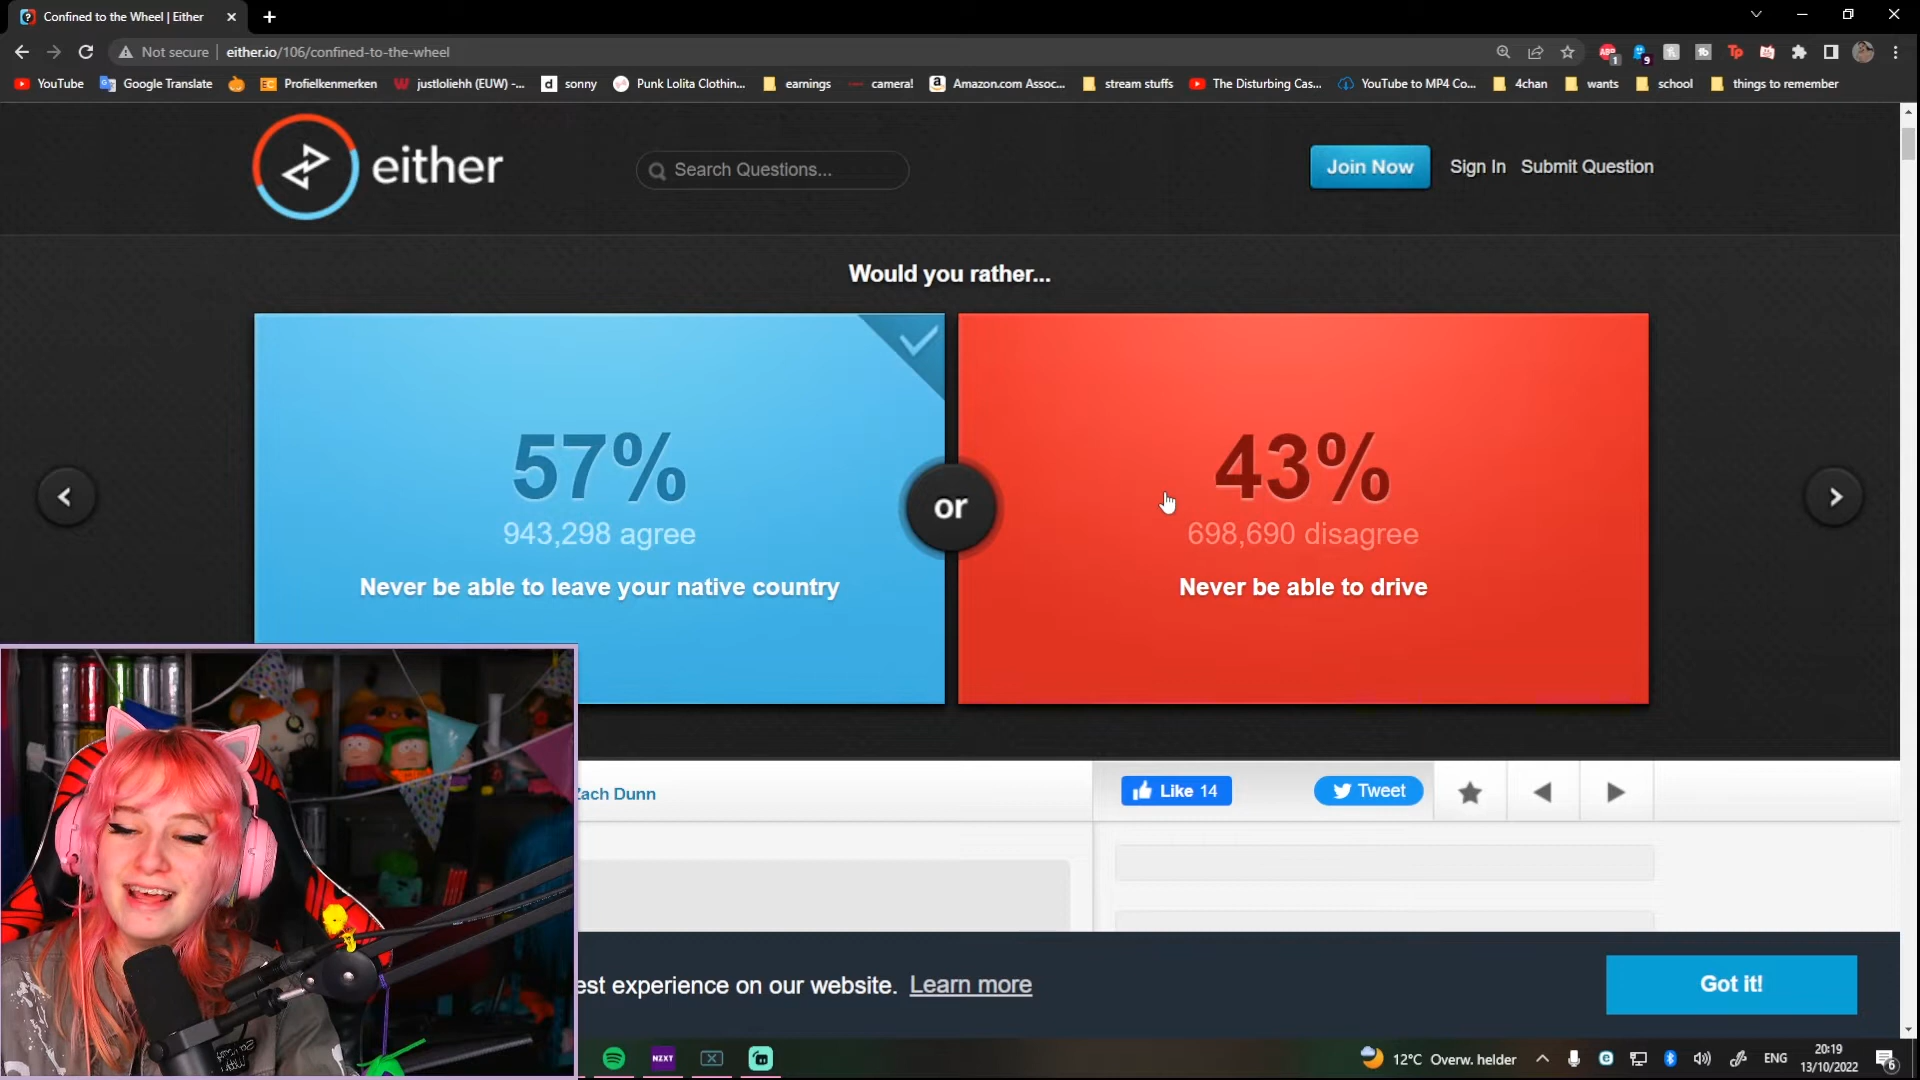 Confined to the Wheel | Either
Not secure
either.io/106/confined-to-the-wheel
YouTube
Google Translate
Profielkenmerken
justloliehh (EUW) -...
sonny
Punk Lolita Clothin...
earnings
camera!
Amazon.com Assoc...
stream stuffs
The Disturbing Cas...
YouTube to MP4 Co...
4chan
wants
school
things to remember
either
Search Questions...
Join Now
Sign In
Submit Question
Would you rather...
57%
943,298 agree
Never be able to leave your native country
or
43%
698,690 disagree
Never be able to drive
Zach Dunn
Like 14
Tweet
est experience on our website. Learn more
Got it!
NZXT
12°C Overw. helder
ENG
20:19
13/10/2022
6